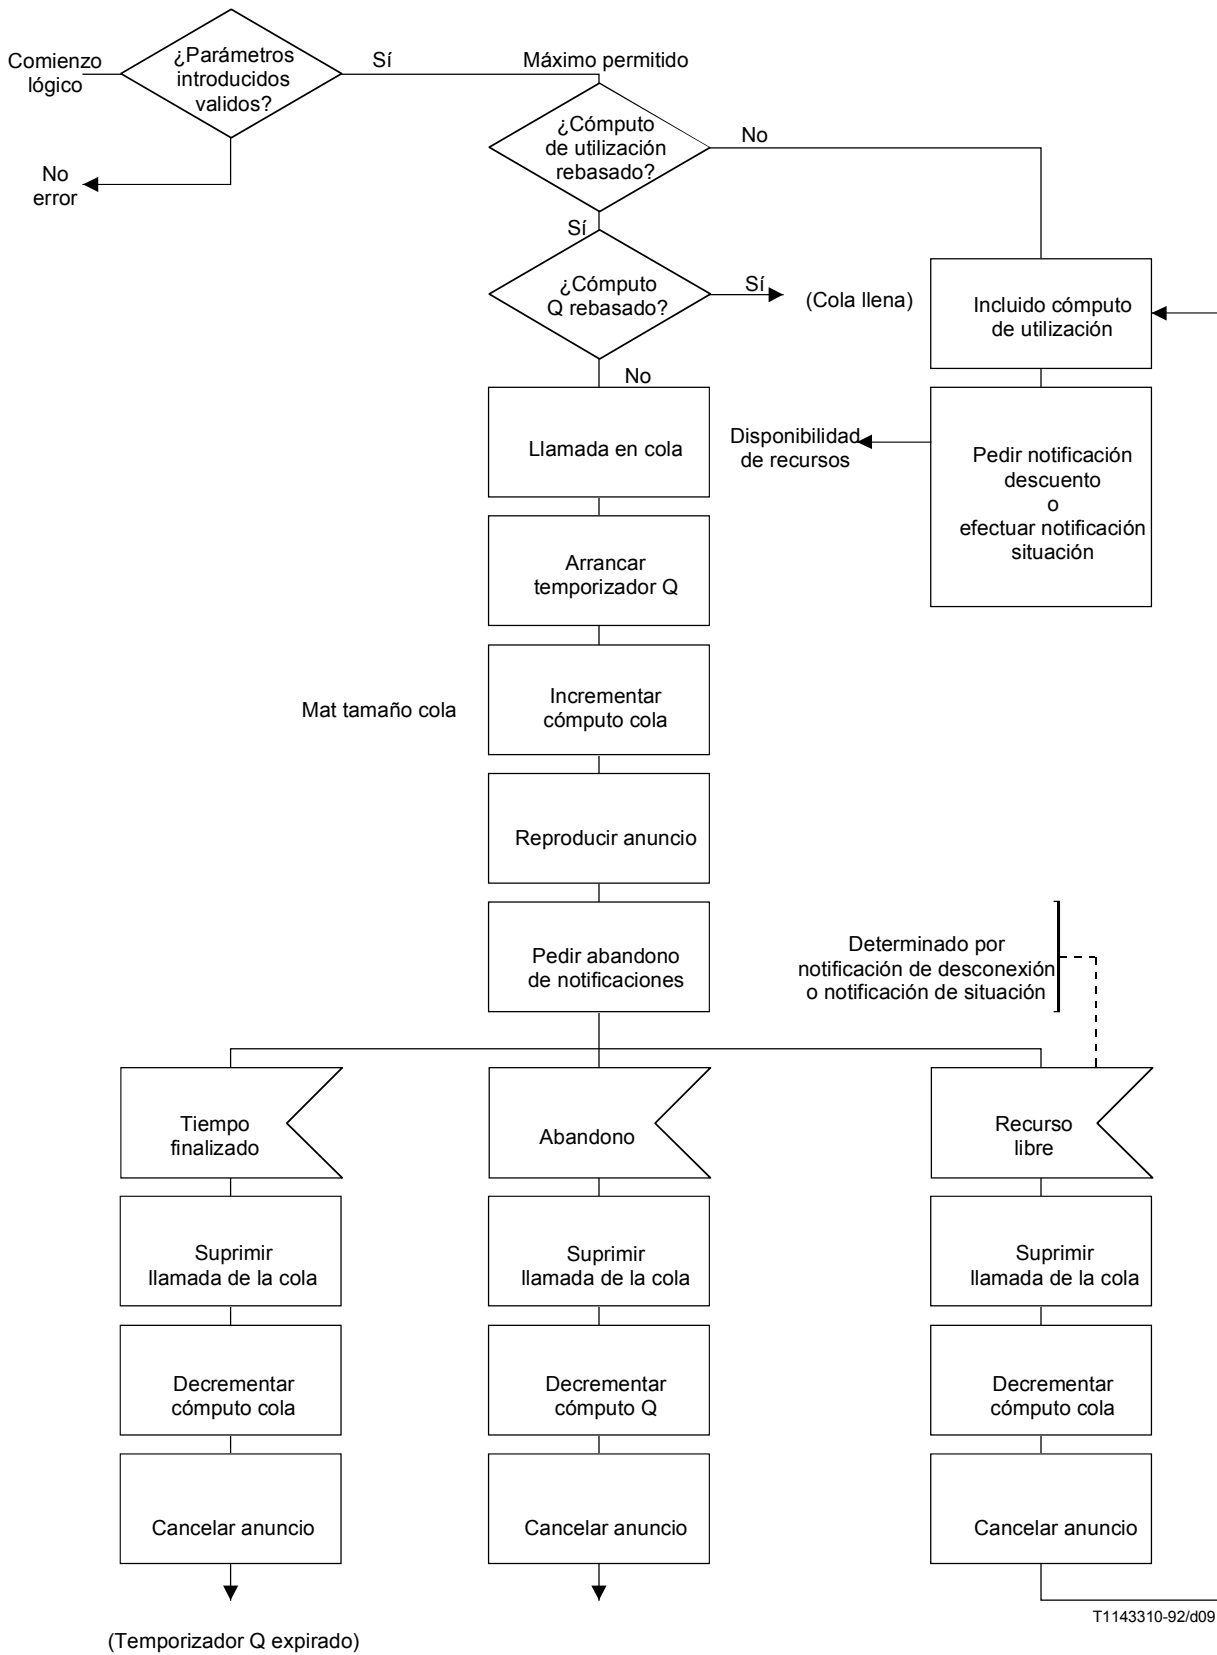 Comienzo
lógico
¿Parámetros
introducidos
validos?
Sí
No
error
Máximo permitido
¿Cómputo
de utilización
rebasado?
No
Sí
¿Cómputo
Q rebasado?
Sí
(Cola llena)
No
Incluido cómputo
de utilización
Llamada en cola
Disponibilidad
de recursos
Pedir notificación
descuento
o
efectuar notificación
situación
Arrancar
temporizador Q
Mat tamaño cola
Incrementar
cómputo cola
Reproducir anuncio
Pedir abandono
de notificaciones
Determinado por
notificación de desconexión
o notificación de situación
Tiempo
finalizado
Abandono
Recurso
libre
Suprimir
llamada de la cola
Suprimir
llamada de la cola
Suprimir
llamada de la cola
Decrementar
cómputo cola
Decrementar
cómputo Q
Decrementar
cómputo cola
Cancelar anuncio
Cancelar anuncio
Cancelar anuncio
T1143310-92/d09
(Temporizador Q expirado)